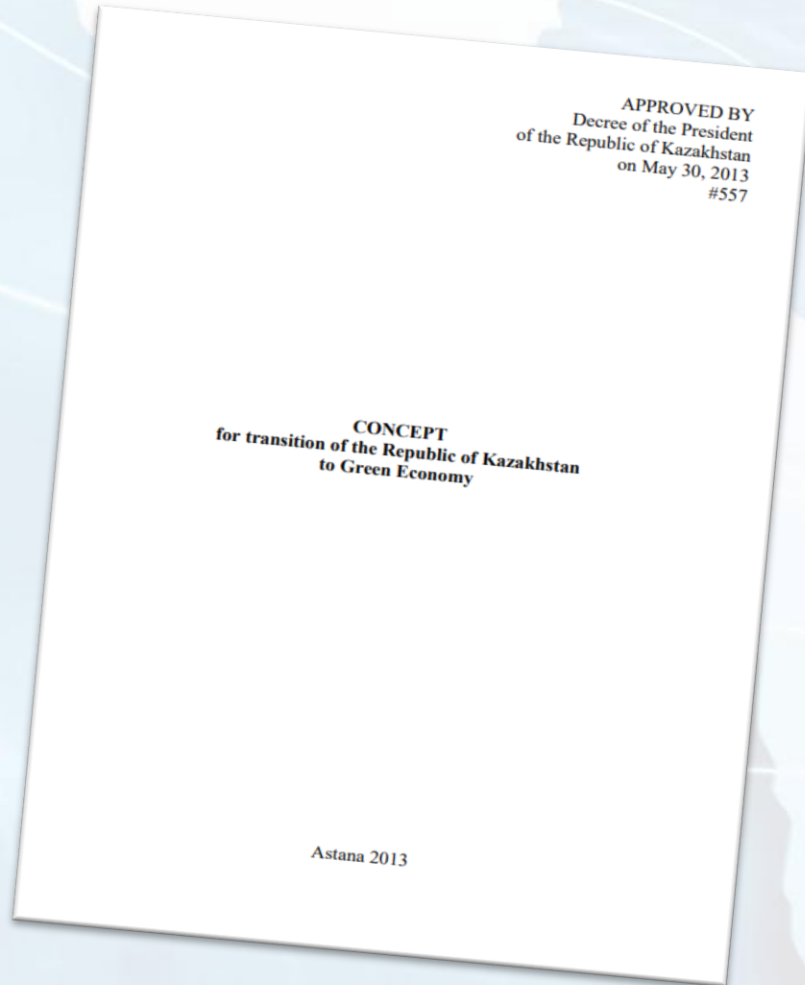 APPROVED BY
Decree of the President
of the Republic of Kazakhstan
on May 30, 2013
#557
CONCEPT
for transition of the Republic of Kazakhstan
to Green Economy
Astana 2013